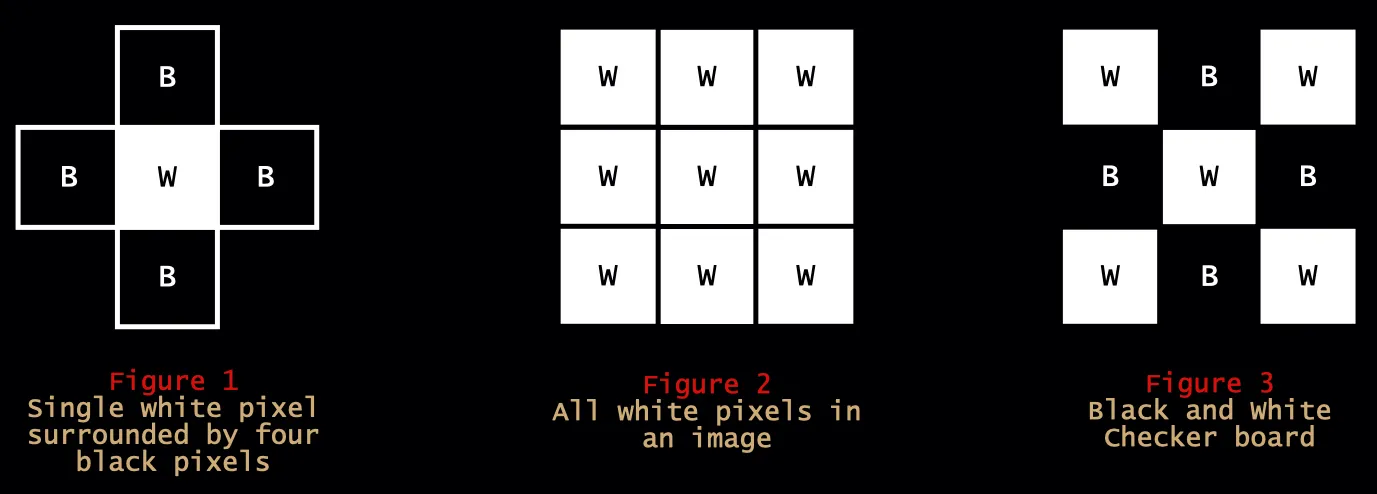 B
B W B
B
Figure 1
Single white pixel
surrounded by four
black pixels
W W W
W W W
W W W
Figure 2
All white pixels in
an image
W B W
B W B
W B W
Figure 3
Black and White
Checker board